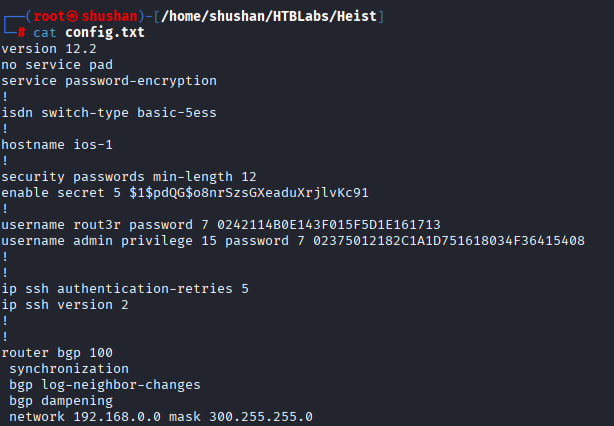 ┌──(root㉿shushan)-[/home/shushan/HTBLabs/Heist]
└─# cat config.txt
version 12.2
no service pad
service password-encryption
!
isdn switch-type basic-5ess
!
hostname ios-1
!
security passwords min-length 12
enable secret 5 $1$pdQG$o8nrSzsGXeaduXrjlvKc91
!
username rout3r password 7 0242114B0E143F015F5D1E161713
username admin privilege 15 password 7 02375012182C1A1D751618034F36415408
!
!
ip ssh authentication-retries 5
ip ssh version 2
!
!
router bgp 100
 synchronization
 bgp log-neighbor-changes
 bgp dampening
 network 192.168.0.0 mask 300.255.255.0